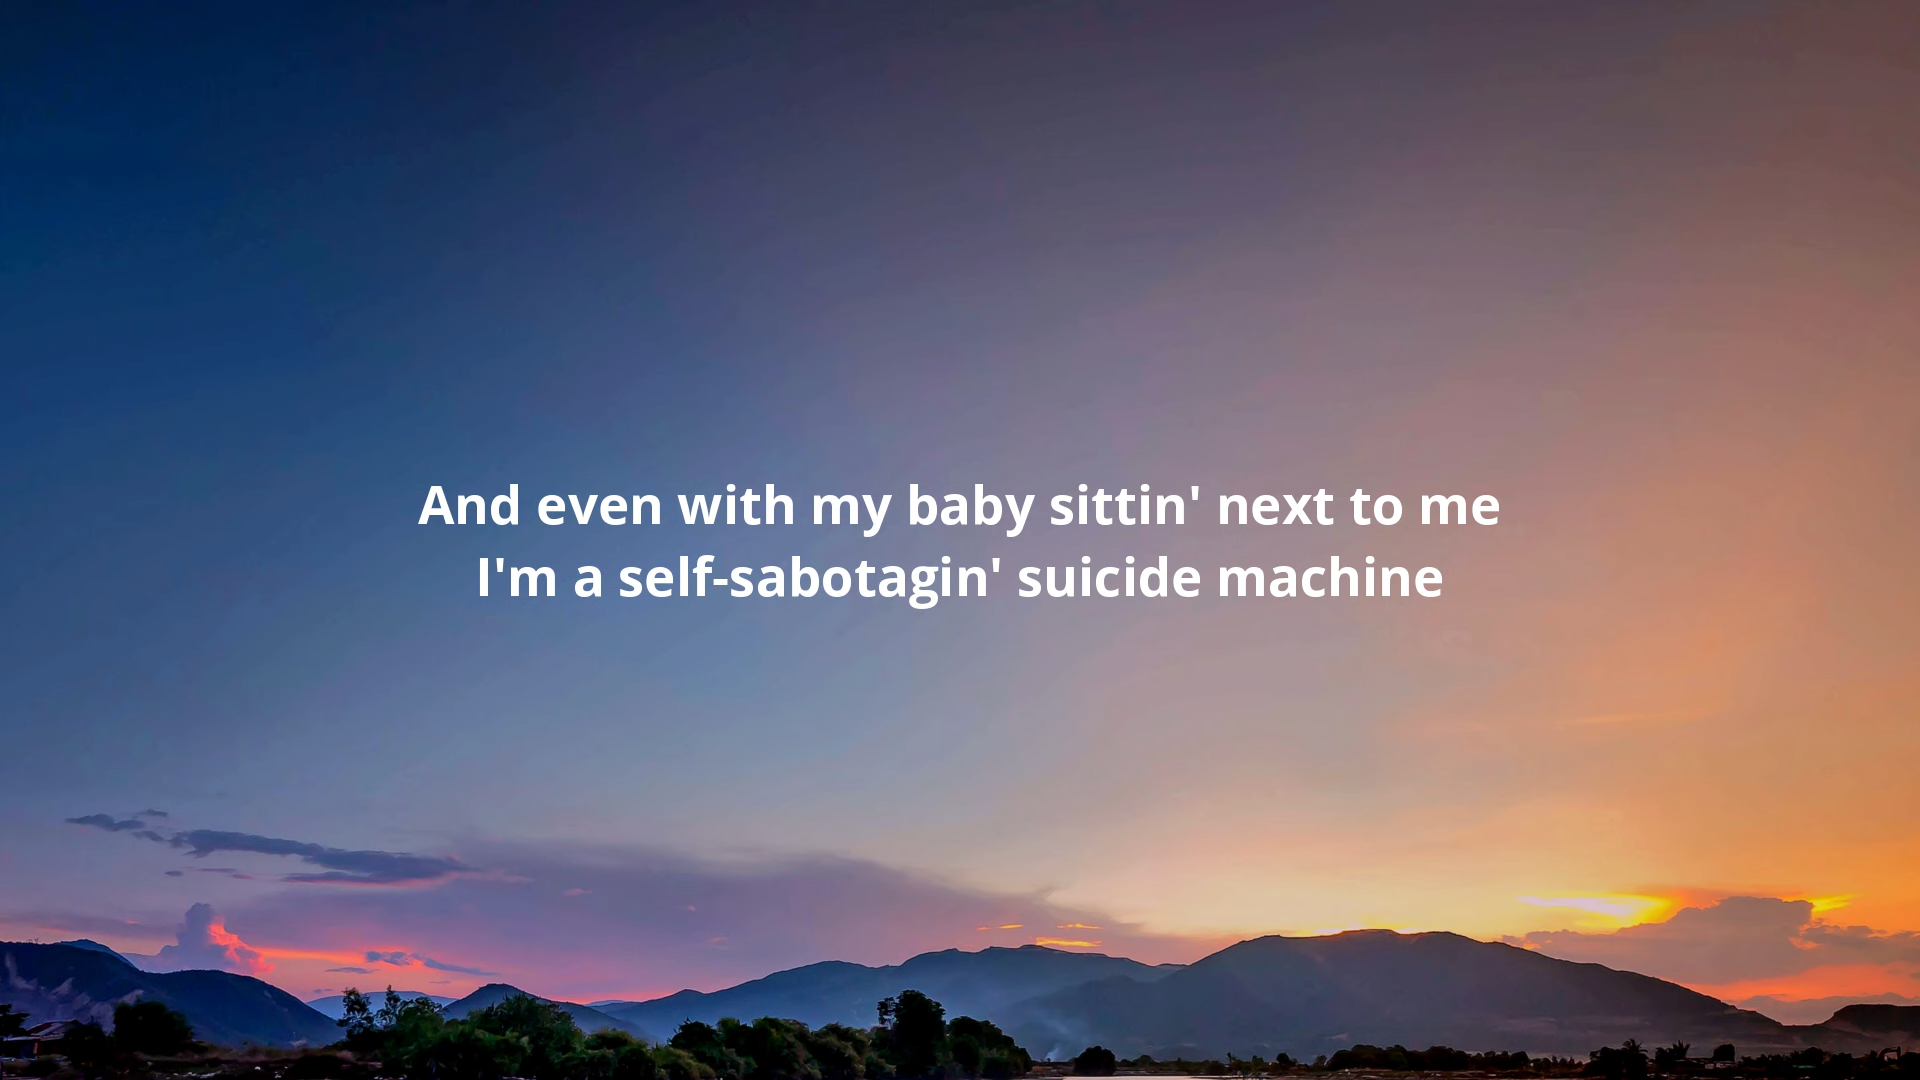 And even with my baby sittin' next to me
I'm a self-sabotagin' suicide machine